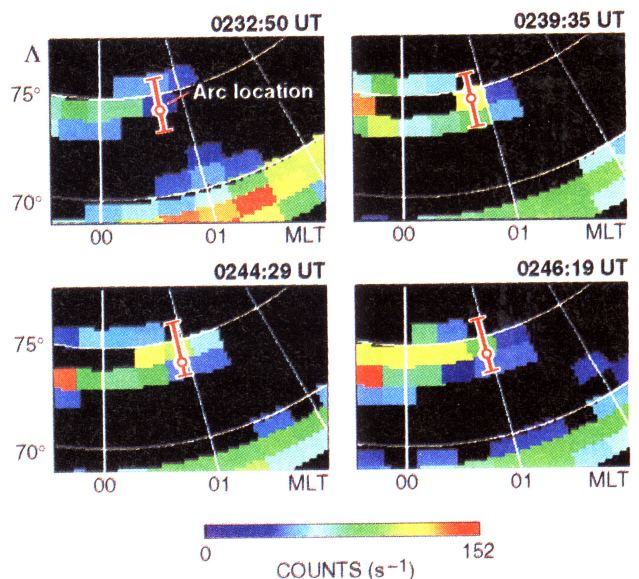 0232:50 UT
0239:35 UT
Λ
75°
Arc location
70°
00
01
MLT
00
01
MLT
0244:29 UT
0246:19 UT
75°
70°
00
01
MLT
00
01
MLT
0
152
COUNTS (s⁻¹)